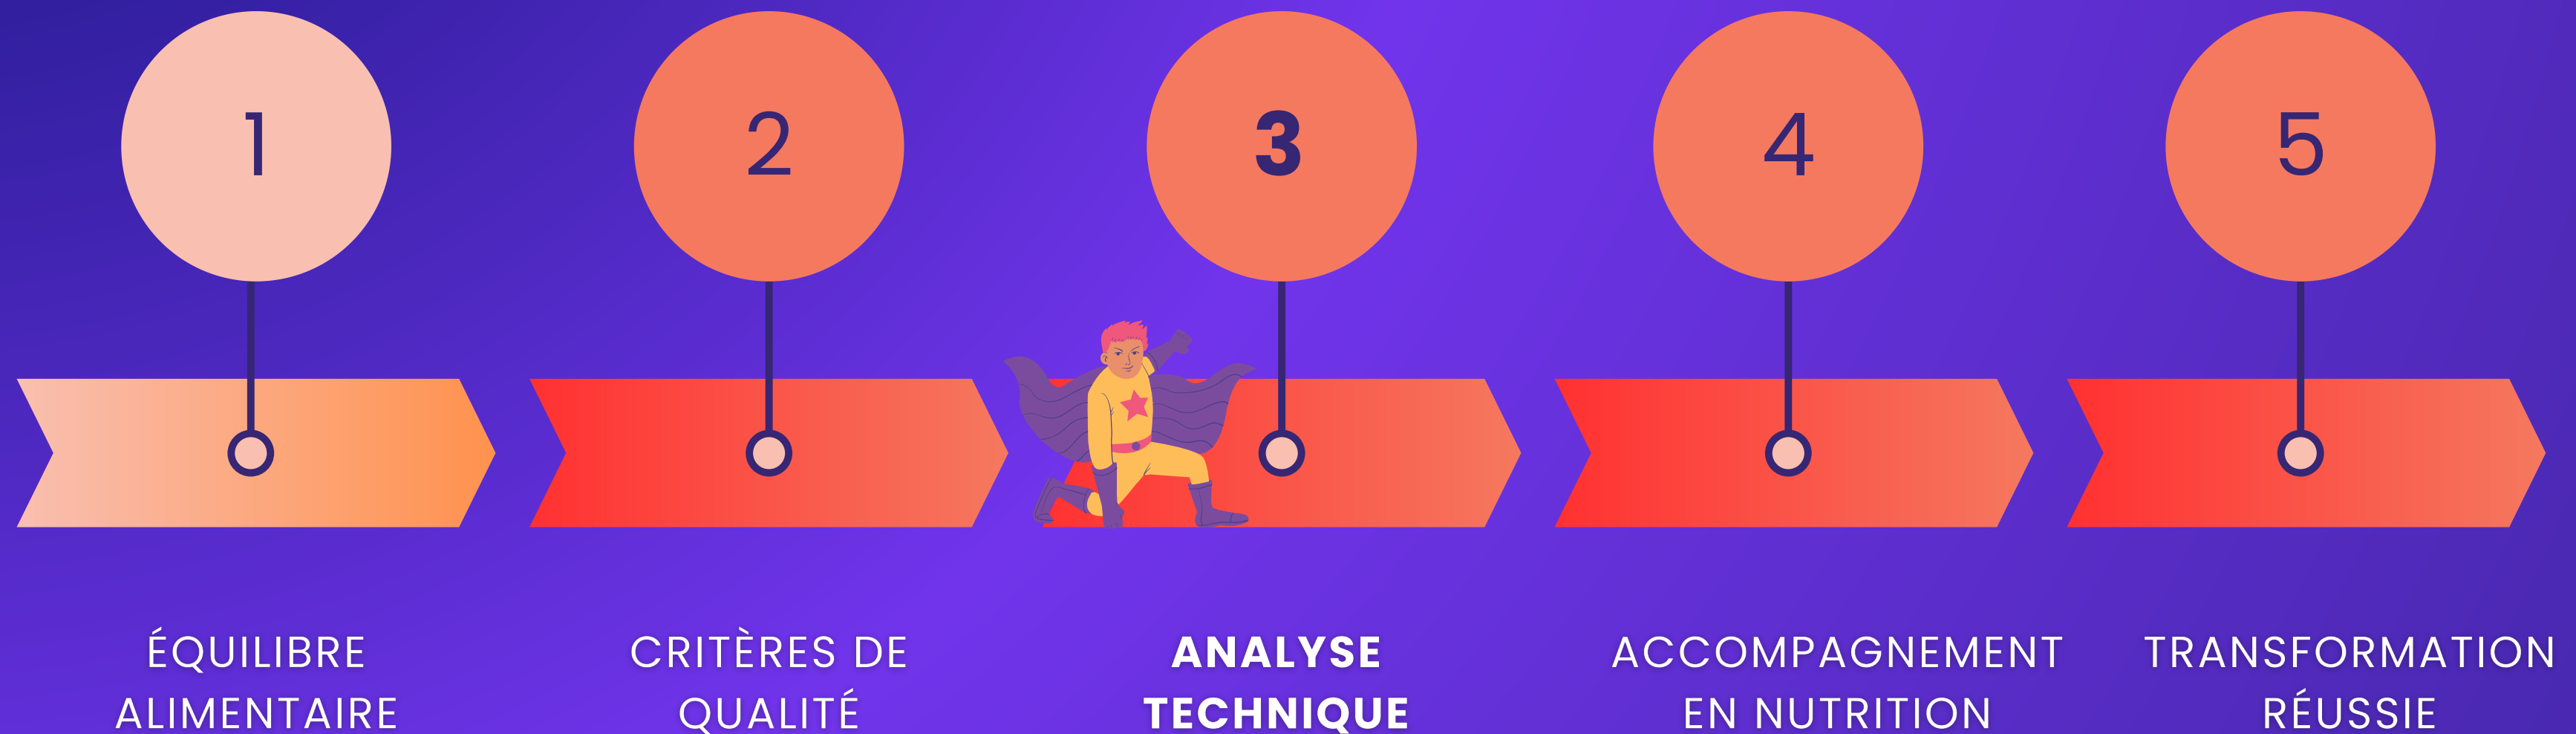 1
2
3
4
5
ÉQUILIBRE
ALIMENTAIRE
CRITÈRES DE
QUALITÉ
ANALYSE
TECHNIQUE
ACCOMPAGNEMENT
EN NUTRITION
TRANSFORMATION
RÉUSSIE